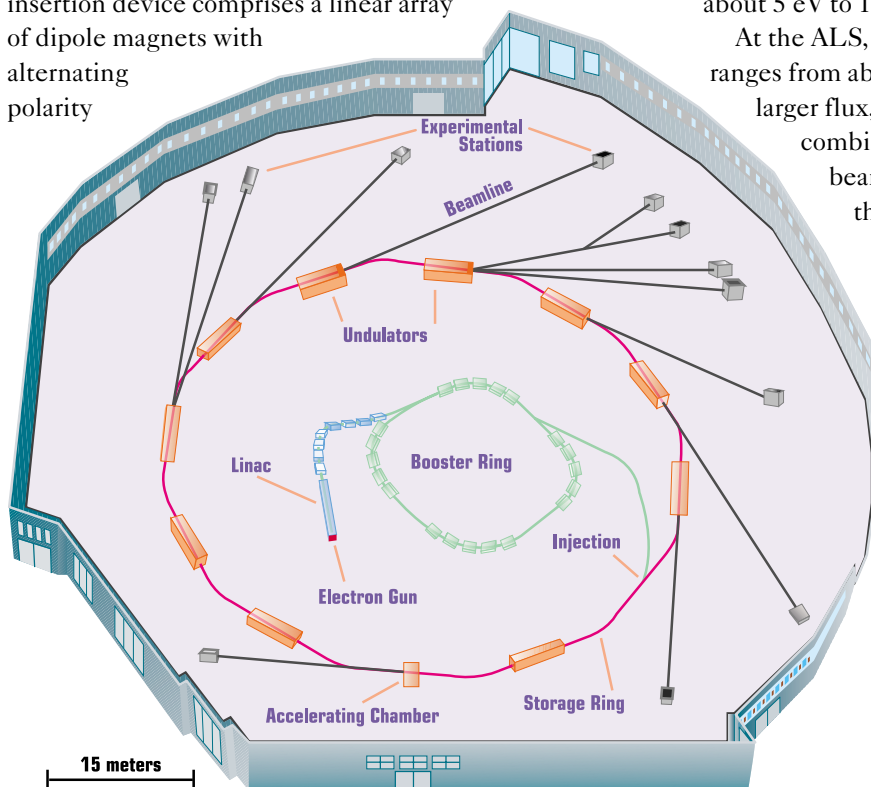 insertion device comprises a linear array
of dipole magnets with
alternating
polarity
about 5 eV to 1
At the ALS,
ranges from ab
larger flux,
combi
bear
th
Experimental
Stations
Beamline
Undulators
Linac
Booster Ring
Injection
Electron Gun
Storage Ring
Accelerating Chamber
15 meters